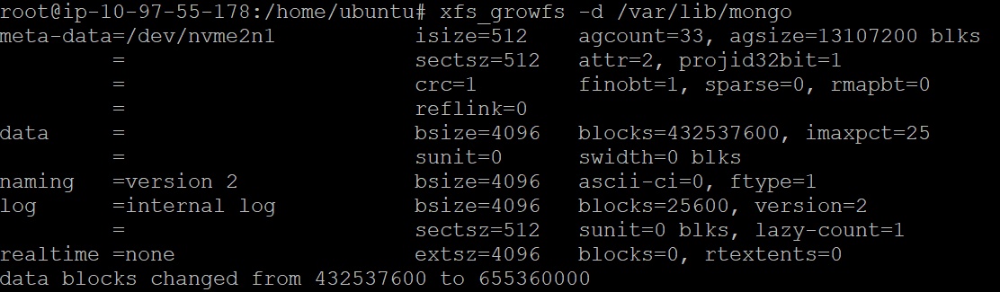 root@ip-10-97-55-178:/home/ubuntu# xfs_growfs -d /var/lib/mongo
meta-data=/dev/nvme2n1           isize=512    agcount=33, agsize=13107200 blks
         =                       sectsz=512   attr=2, projid32bit=1
         =                       crc=1        finobt=1, sparse=0, rmapbt=0
         =                       reflink=0
data     =                       bsize=4096   blocks=432537600, imaxpct=25
         =                       sunit=0      swidth=0 blks
naming   =version 2              bsize=4096   ascii-ci=0, ftype=1
log      =internal log           bsize=4096   blocks=25600, version=2
         =                       sectsz=512   sunit=0 blks, lazy-count=1
realtime =none                   extsz=4096   blocks=0, rtextents=0
data blocks changed from 432537600 to 655360000